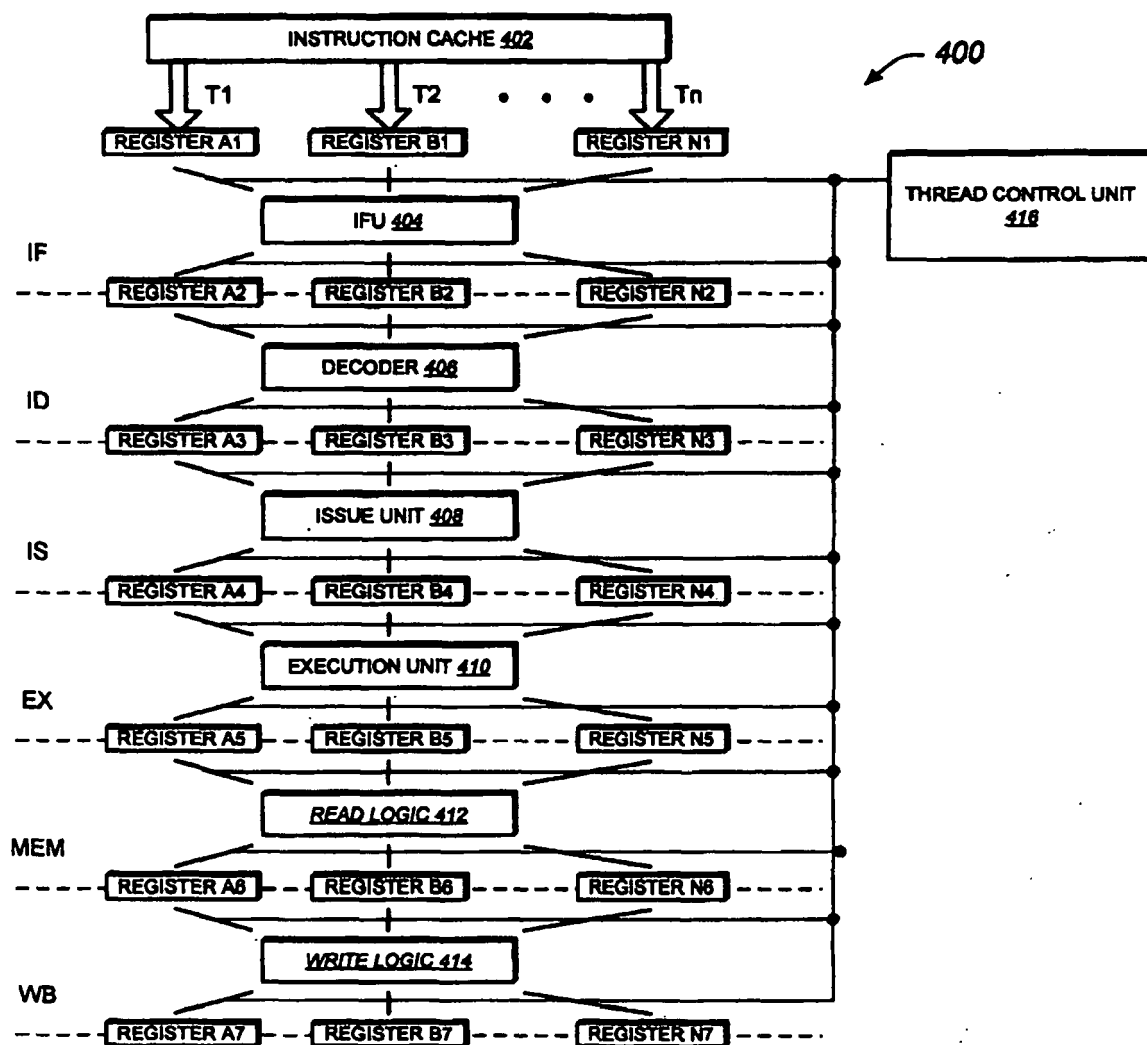 INSTRUCTION CACHE 402
400
T1 T2 Tn
REGISTER A1 REGISTER B1 REGISTER N1
THREAD CONTROL UNIT
416
IFU 404
IF
REGISTER A2 REGISTER B2 REGISTER N2
DECODER 406
ID
REGISTER A3 REGISTER B3 REGISTER N3
ISSUE UNIT 408
IS
REGISTER A4 REGISTER B4 REGISTER N4
EXECUTION UNIT 410
EX
REGISTER A5 REGISTER B5 REGISTER N5
READ LOGIC 412
MEM
REGISTER A6 REGISTER B6 REGISTER N6
WRITE LOGIC 414
WB
REGISTER A7 REGISTER B7 REGISTER N7